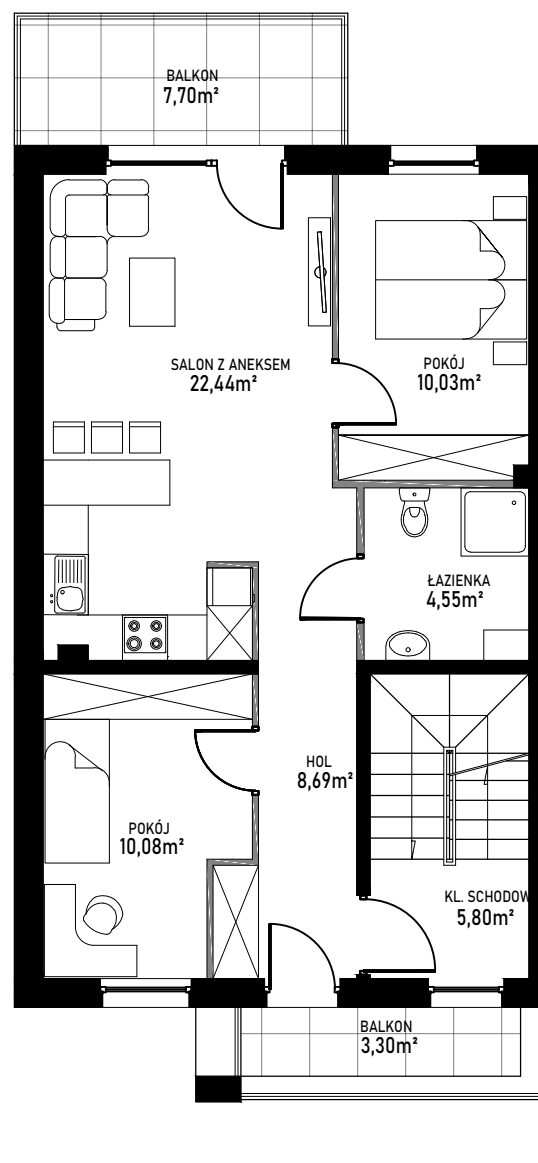 BALKON
7,70m²
SALON Z ANEKSEM
22,44m²
POKÓJ
10,03m²
ŁAZIENKA
4,55m²
HOL
8,69m²
POKÓJ
10,08m²
KL. SCHODOW
5,80m²
BALKON
3,30m²